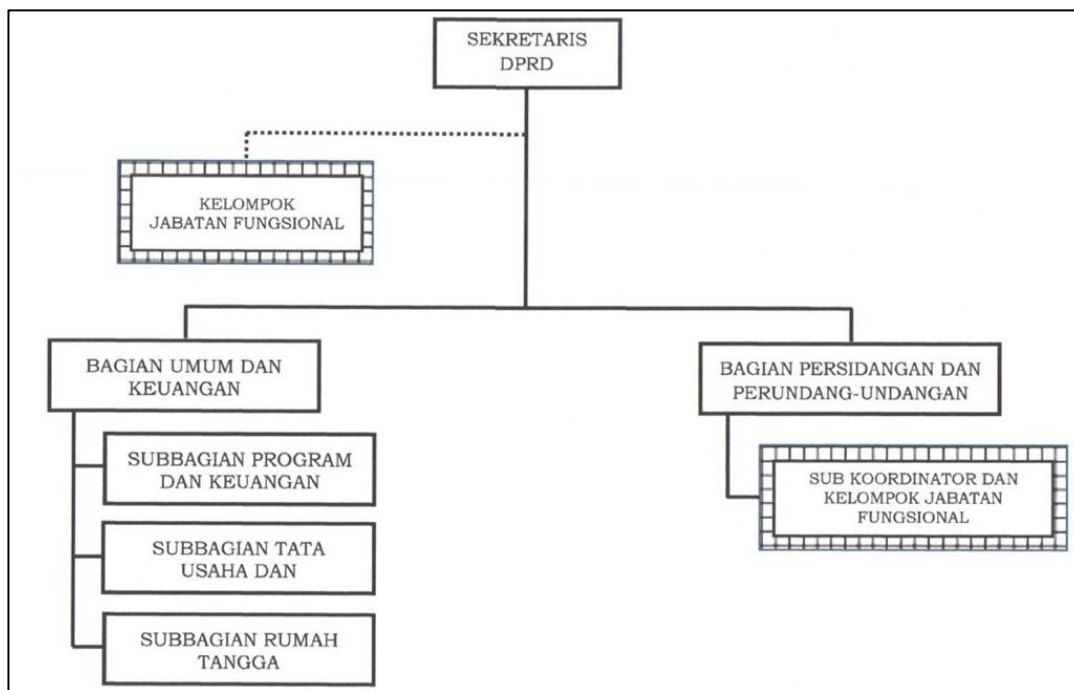 SEKRETARIS
DPRD
KELOMPOK
JABATAN FUNGSIONAL
BAGIAN UMUM DAN
KEUANGAN
BAGIAN PERSIDANGAN DAN
PERUNDANG-UNDANGAN
SUBBAGIAN PROGRAM
DAN KEUANGAN
SUB KOORDINATOR DAN
KELOMPOK JABATAN
FUNGSIONAL
SUBBAGIAN TATA
USAHA DAN
SUBBAGIAN RUMAH
TANGGA